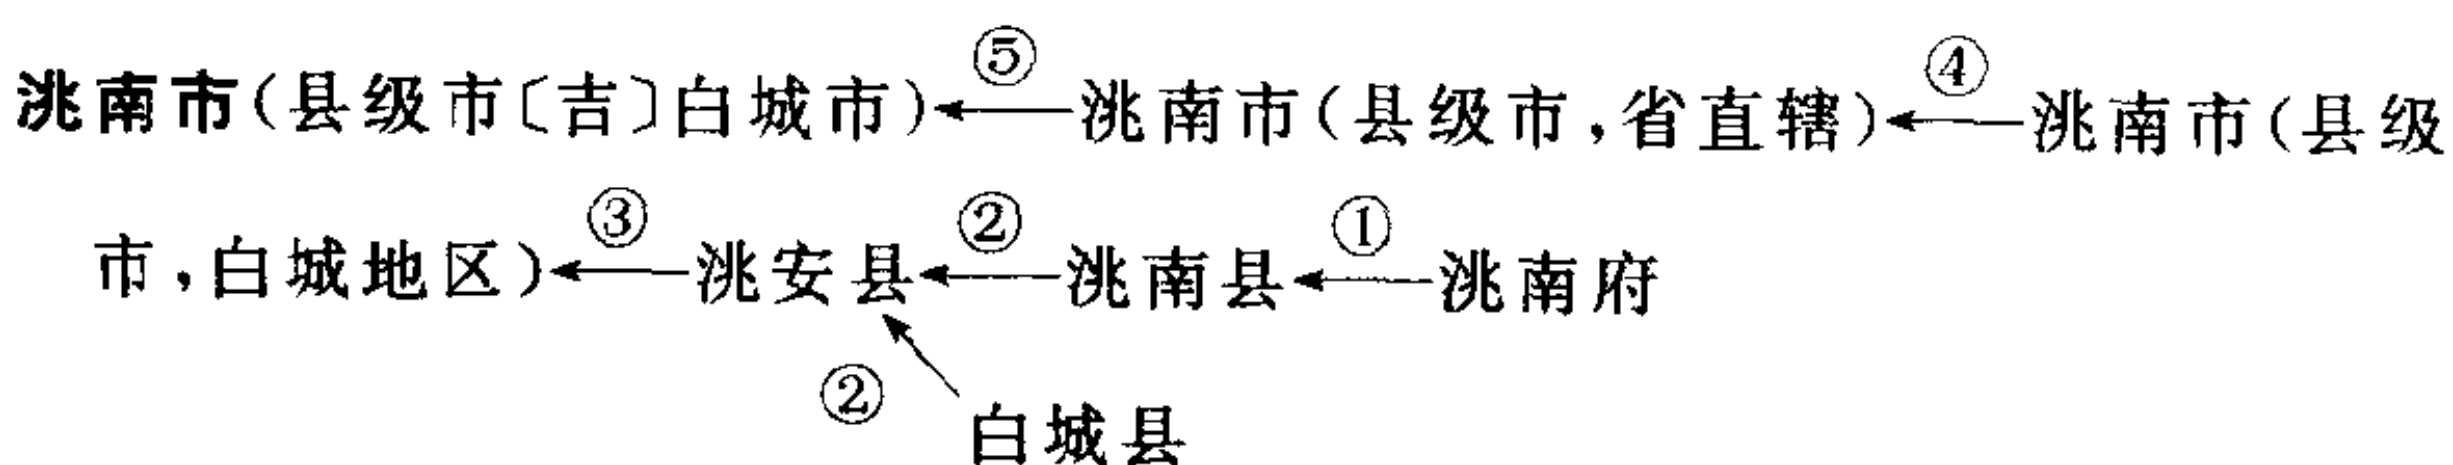 洮南市(县级市〔吉〕白城市)←⑤—洮南市(县级市,省直辖)←④—洮南市(县级
市,白城地区)←③—洮安县←②—洮南县←①—洮南府
②
白城县